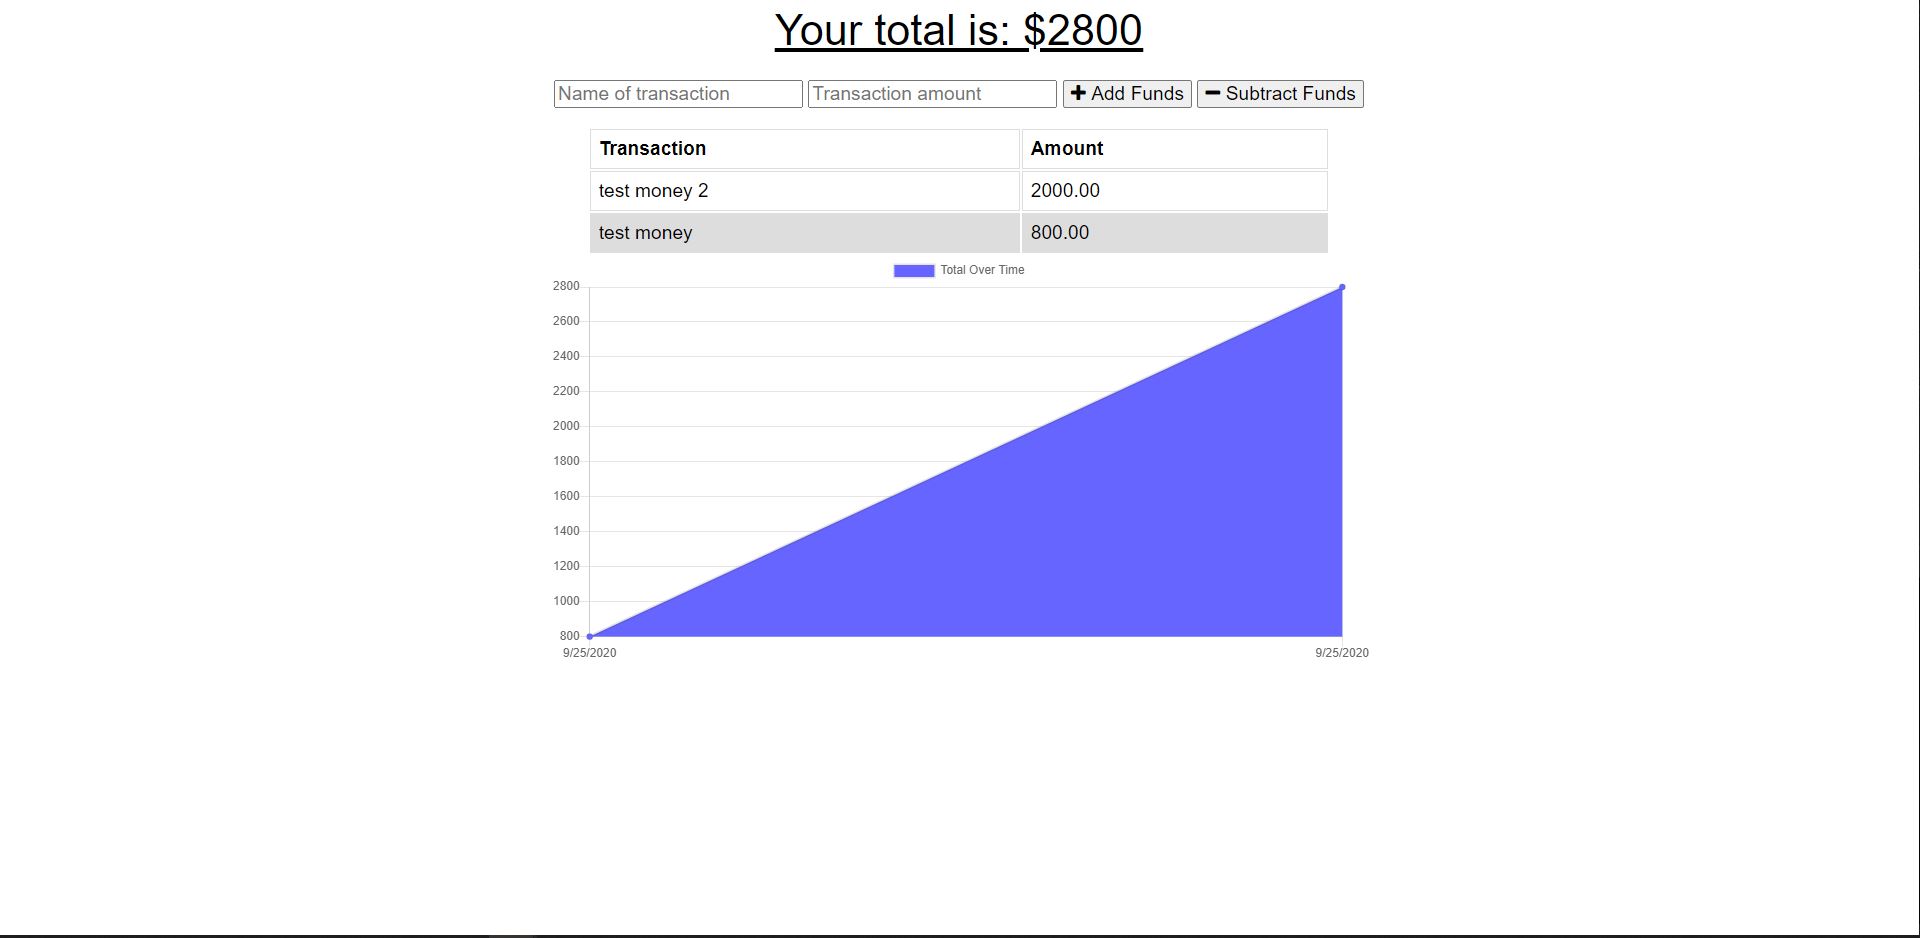 Your total is: $2800
Name of transaction Transaction amount Add Funds Subtract Funds
Transaction Amount
test money 2 2000.00
test money 800.00
Total Over Time
2800
2600
2400
2200
2000
1800
1600
1400
1200
1000
800
9/25/2020 9/25/2020